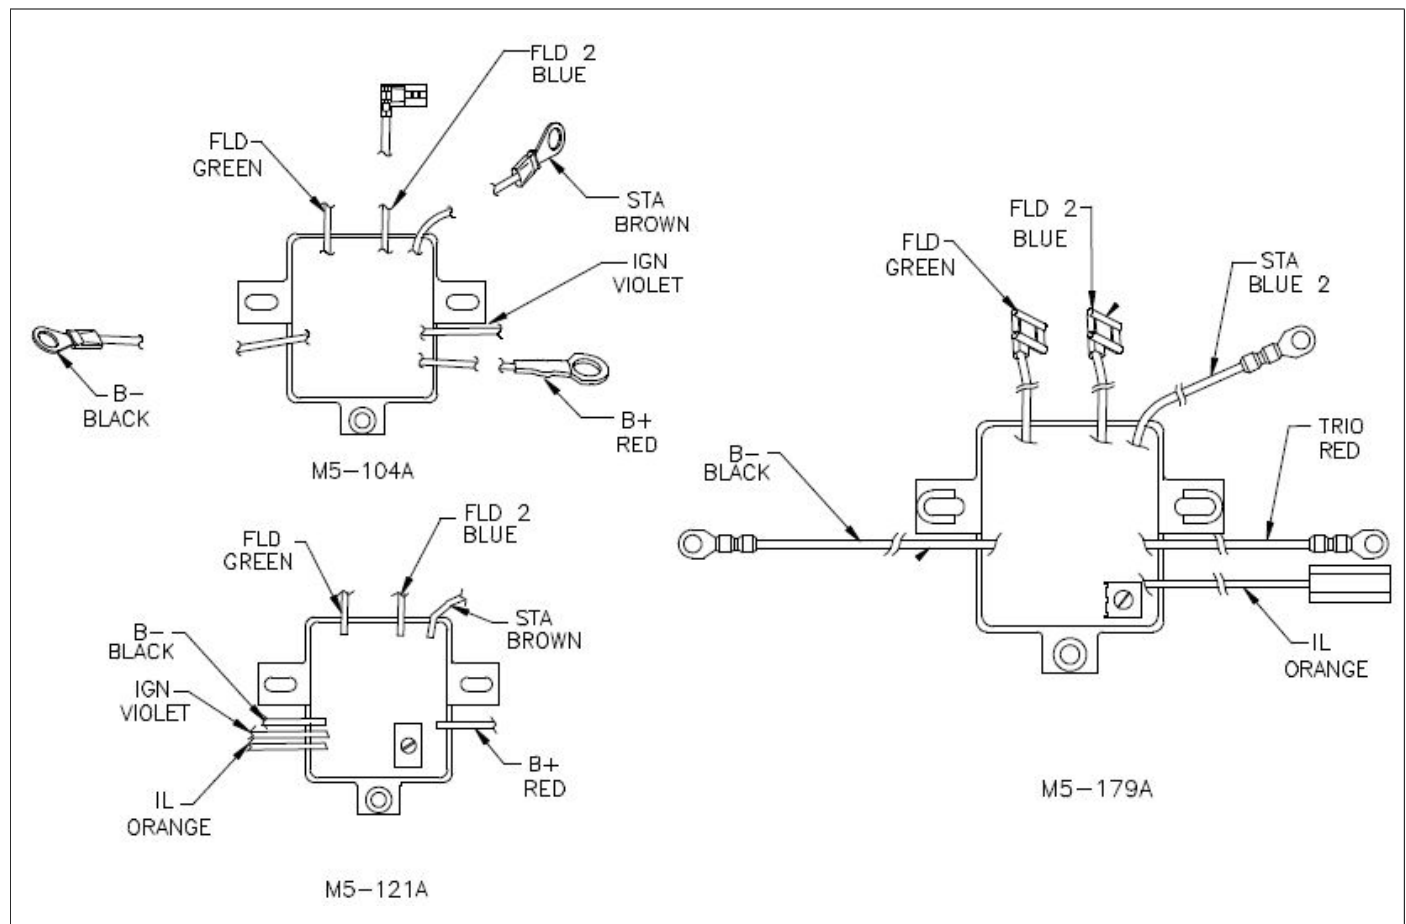 FLD 2
BLUE
FLD
GREEN
STA
BROWN
IGN
VIOLET
B-
BLACK
B+
RED
M5-104A
FLD 2
BLUE
FLD
GREEN
STA
BROWN
B-
BLACK
IGN
VIOLET
IL
ORANGE
B+
RED
M5-121A
FLD 2
BLUE
FLD
GREEN
STA
BLUE 2
TRIO
RED
B-
BLACK
IL
ORANGE
M5-179A